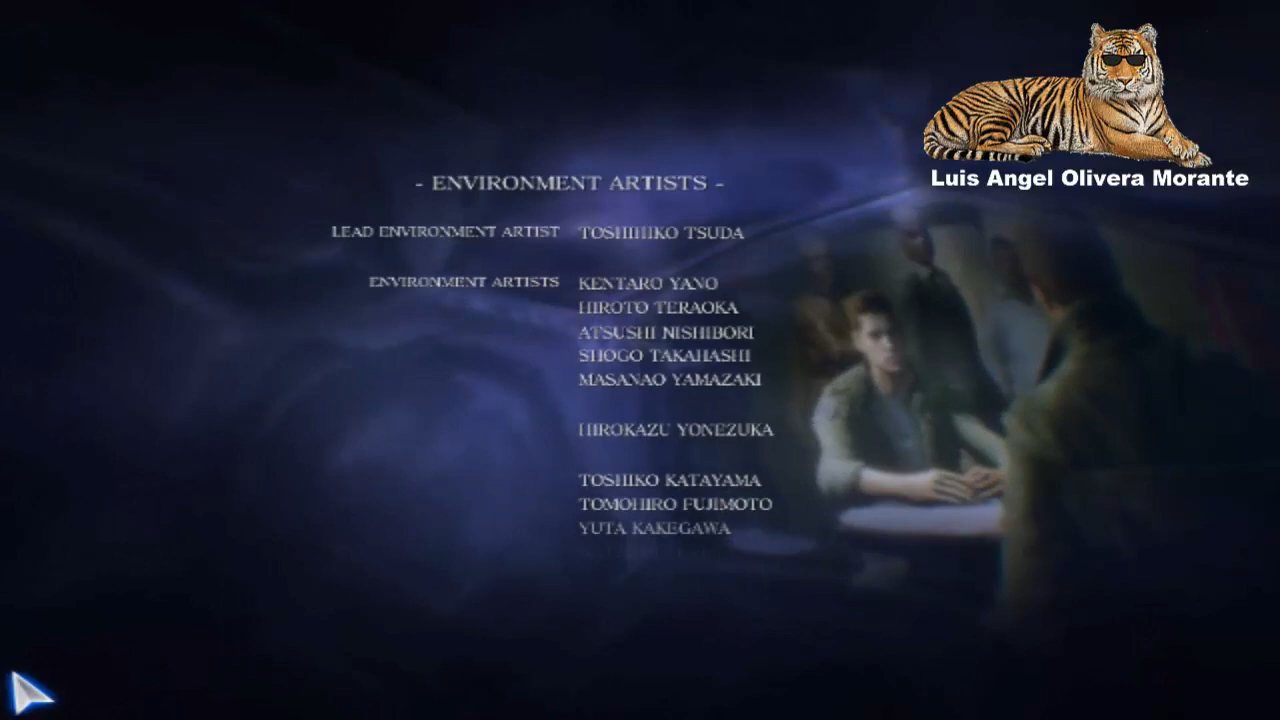 - ENVIRONMENT ARTISTS -
LEAD ENVIRONMENT ARTIST TOSHIHIKO TSUDA
ENVIRONMENT ARTISTS KENTARO YANO
HIROTO TERAOKA
ATSUSHI NISHIBORI
SHOGO TAKAHASHI
MASANAO YAMAZAKI
HIROKAZU YONEZUKA
TOSHIKO KATAYAMA
TOMOHIRO FUJIMOTO
YUTA KAKEGAWA
Luis Angel Olivera Morante